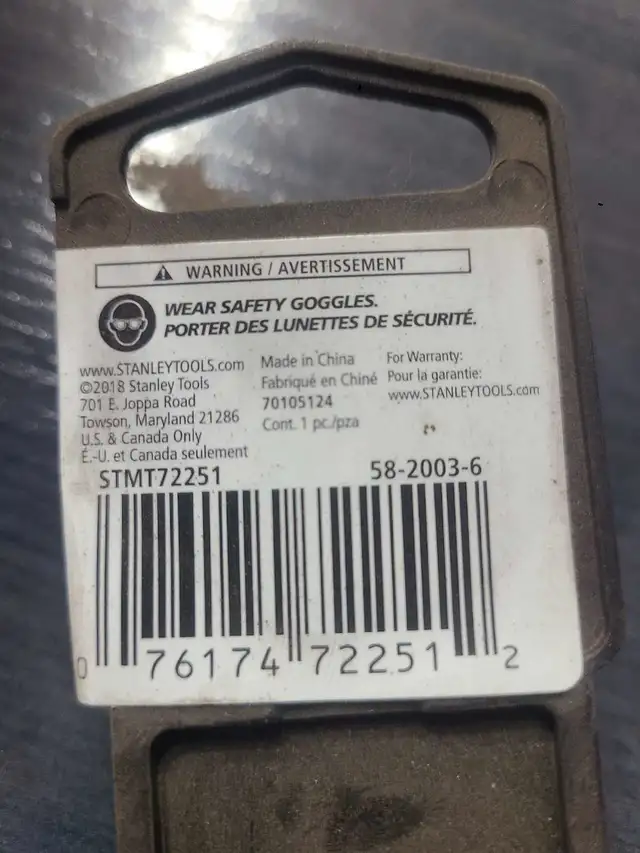 WARNING / AVERTISSEMENT
WEAR SAFETY GOGGLES.
PORTER DES LUNETTES DE SÉCURITÉ.
www.STANLEYTOOLS.com
©2018 Stanley Tools
701 E. Joppa Road
Towson, Maryland 21286
U.S. & Canada Only
É.-U. et Canada seulement
Made in China
Fabriqué en Chiné
70105124
Cont. 1 pc./pza
For Warranty:
Pour la garantie:
www.STANLEYTOOLS.com
STMT72251 58-2003-6
0 76174 72251 2